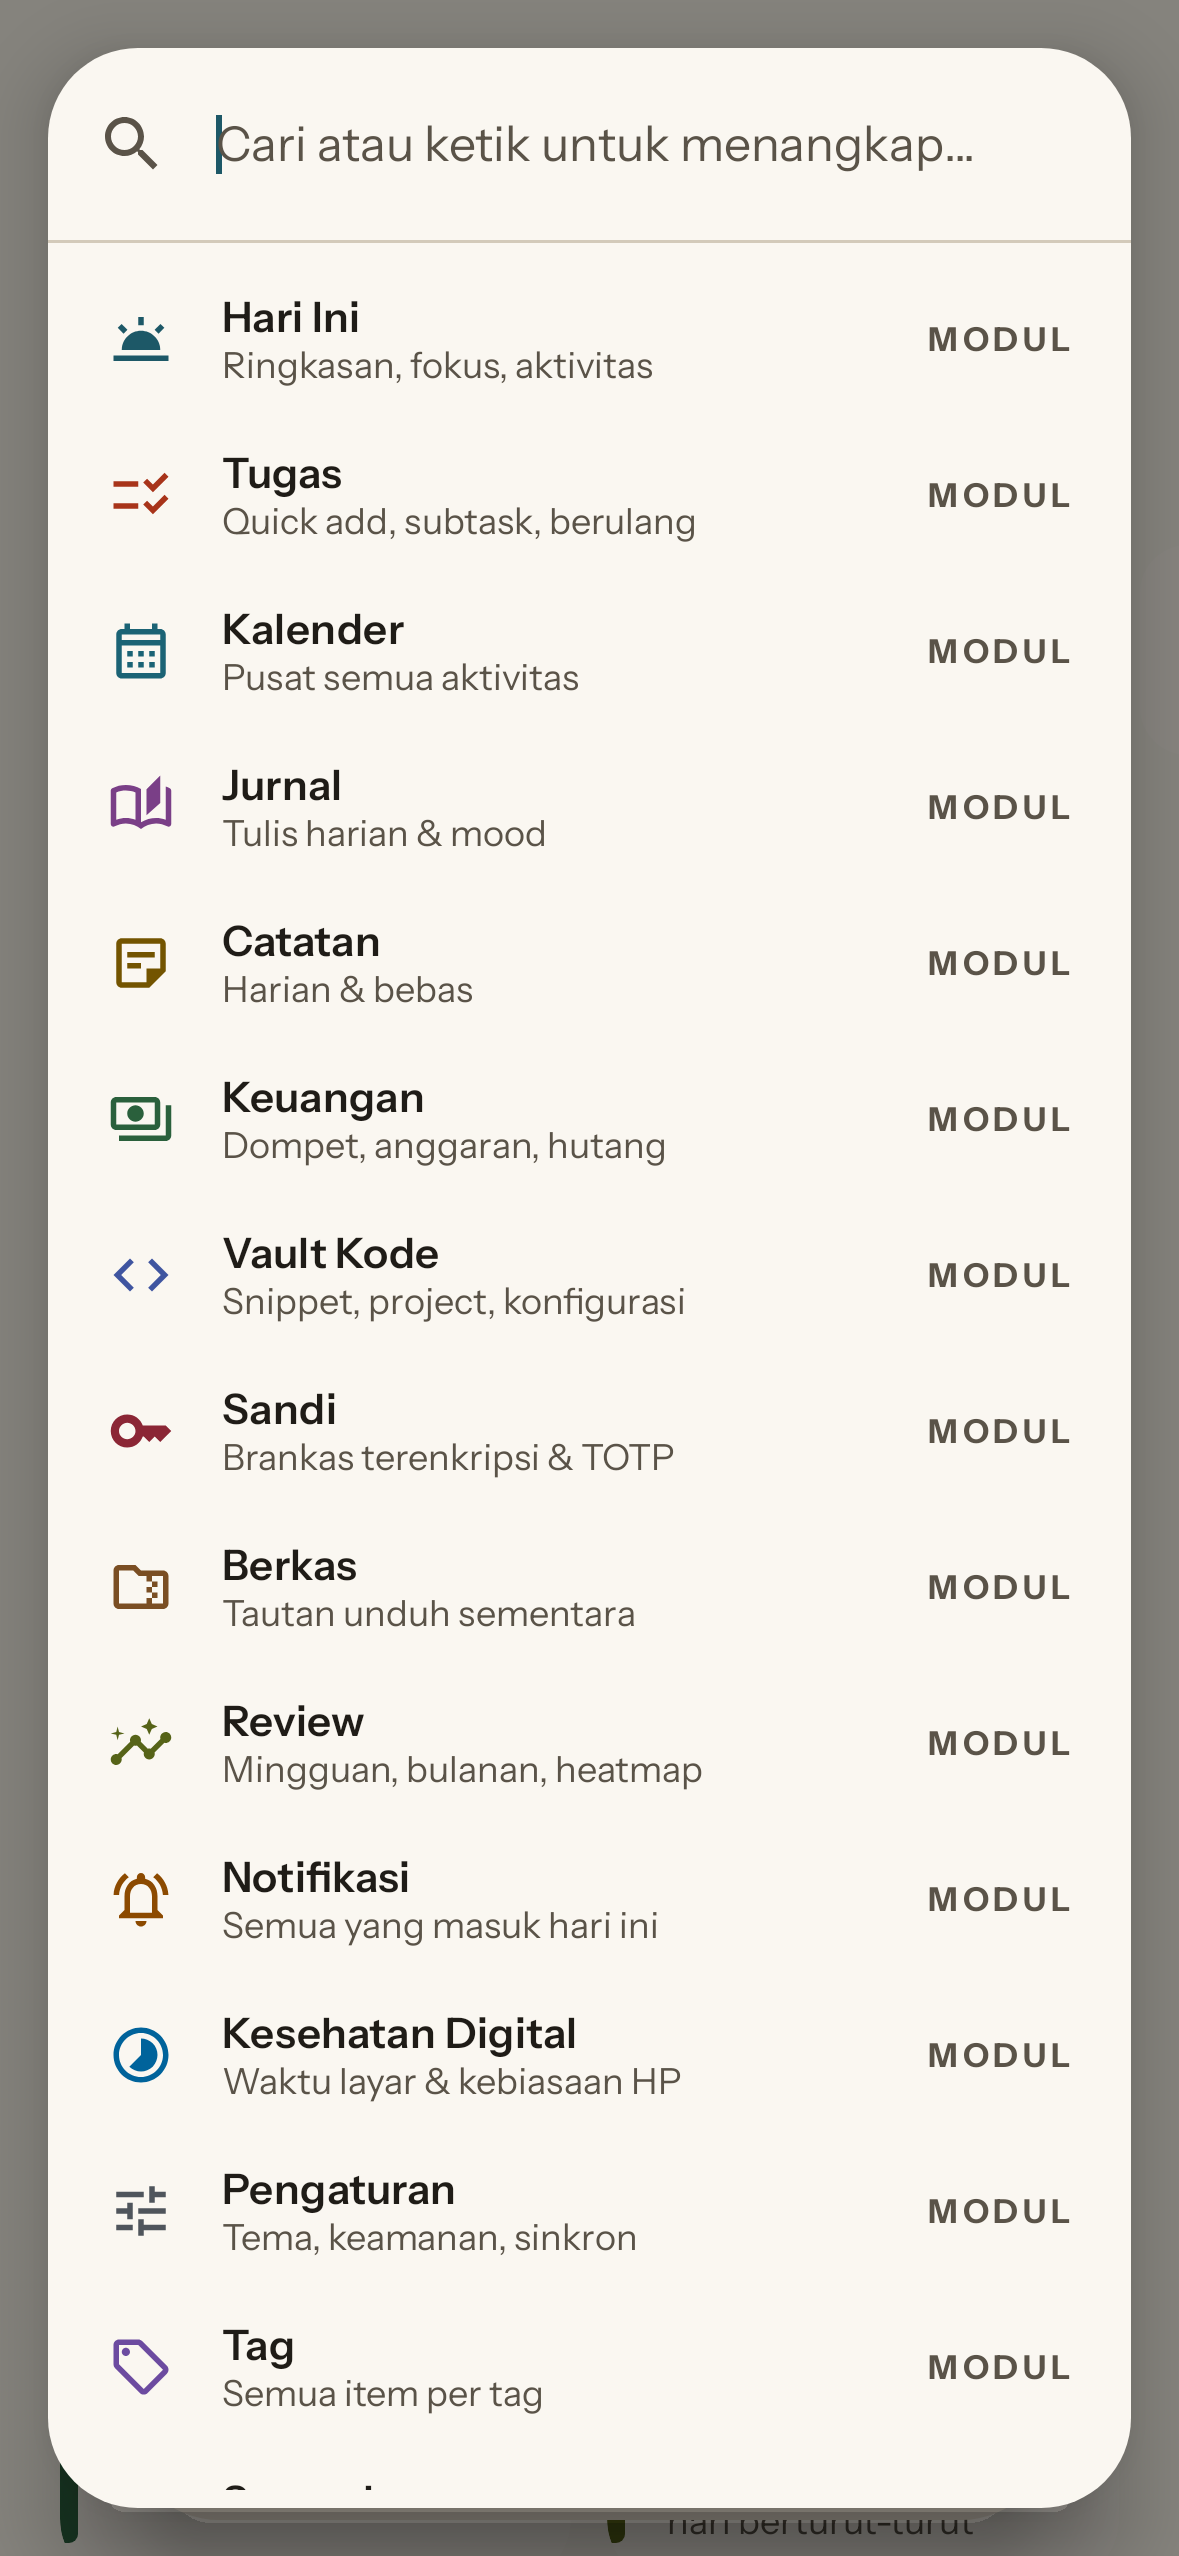 Cari atau ketik untuk menangkap...
Hari Ini
Ringkasan, fokus, aktivitas
MODUL
Tugas
Quick add, subtask, berulang
MODUL
Kalender
Pusat semua aktivitas
MODUL
Jurnal
Tulis harian & mood
MODUL
Catatan
Harian & bebas
MODUL
Keuangan
Dompet, anggaran, hutang
MODUL
Vault Kode
Snippet, project, konfigurasi
MODUL
Sandi
Brankas terenkripsi & TOTP
MODUL
Berkas
Tautan unduh sementara
MODUL
Review
Mingguan, bulanan, heatmap
MODUL
Notifikasi
Semua yang masuk hari ini
MODUL
Kesehatan Digital
Waktu layar & kebiasaan HP
MODUL
Pengaturan
Tema, keamanan, sinkron
MODUL
Tag
Semua item per tag
MODUL
hari berturut-turut